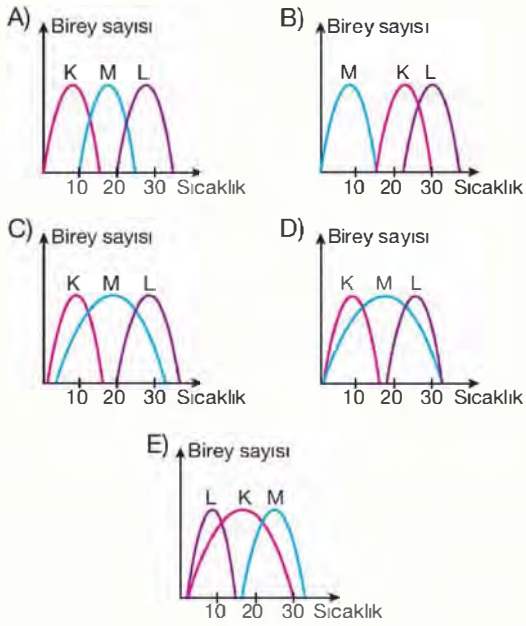 A) Birey sayısı
K M L
10 20 30 Sıcaklık
B) Birey sayısı
M K L
10 20 30 Sıcaklık
C) Birey sayısı
K M L
10 20 30 Sıcaklık
D) Birey sayısı
K M L
10 20 30 Sıcaklık
E) Birey sayısı
L K M
10 20 30 Sıcaklık